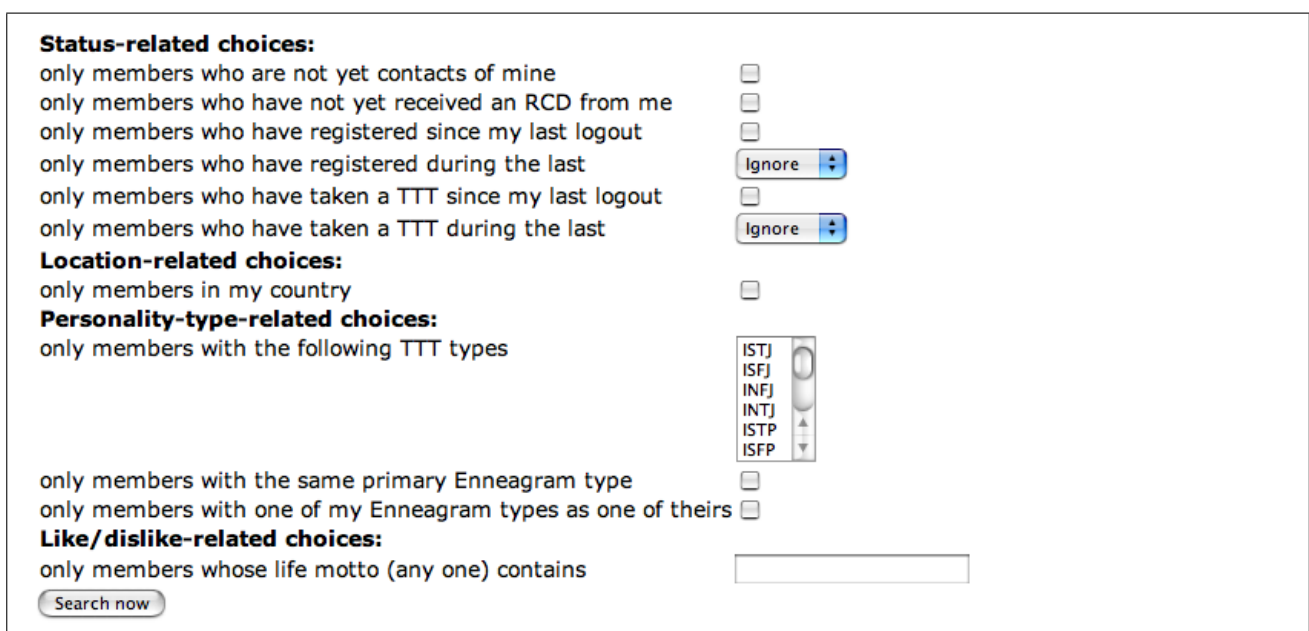 Status-related choices:
only members who are not yet contacts of mine
only members who have not yet received an RCD from me
only members who have registered since my last logout
only members who have registered during the last Ignore
only members who have taken a TTT since my last logout
only members who have taken a TTT during the last Ignore
Location-related choices:
only members in my country
Personality-type-related choices:
only members with the following TTT types ISTJ
ISFJ
INFJ
INTJ
ISTP
ISFP
only members with the same primary Enneagram type
only members with one of my Enneagram types as one of theirs
Like/dislike-related choices:
only members whose life motto (any one) contains
Search now